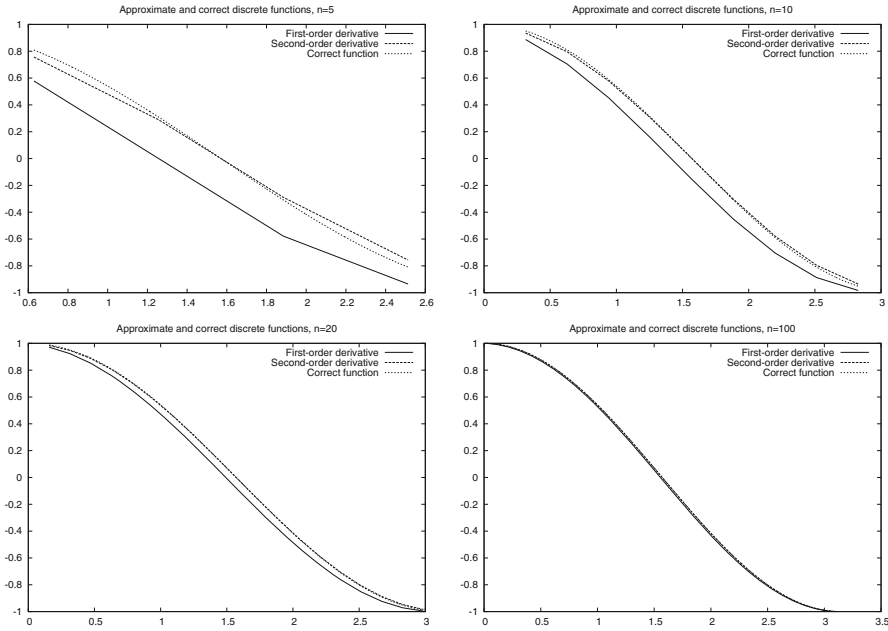 Approximate and correct discrete functions, n=5
First-order derivative
Second-order derivative
Correct function
1
0.8
0.6
0.4
0.2
0
-0.2
-0.4
-0.6
-0.8
-1
0.6 0.8 1 1.2 1.4 1.6 1.8 2 2.2 2.4 2.6
Approximate and correct discrete functions, n=10
First-order derivative
Second-order derivative
Correct function
1
0.8
0.6
0.4
0.2
0
-0.2
-0.4
-0.6
-0.8
-1
0 0.5 1 1.5 2 2.5 3
Approximate and correct discrete functions, n=20
First-order derivative
Second-order derivative
Correct function
1
0.8
0.6
0.4
0.2
0
-0.2
-0.4
-0.6
-0.8
-1
0 0.5 1 1.5 2 2.5 3
Approximate and correct discrete functions, n=100
First-order derivative
Second-order derivative
Correct function
1
0.8
0.6
0.4
0.2
0
-0.2
-0.4
-0.6
-0.8
-1
0 0.5 1 1.5 2 2.5 3 3.5